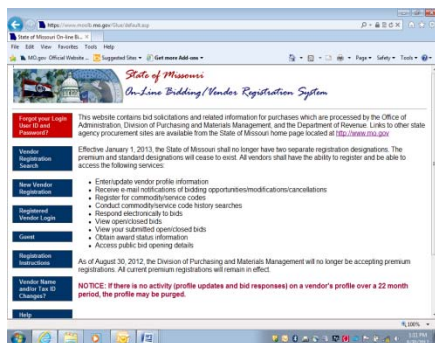 State of Missouri On-line B...
File Edit View Favorites Tools Help
MO.gov Official Website... Suggested Sites Get more Add-ons
Page Safety Tools
State of Missouri
On-Line Bidding/Vendor Registration System
Forgot your Login
User ID and
Password?
Vendor
Registration
Search
New Vendor
Registration
Registered
Vendor Login
Guest
Registration
Instructions
Vendor Name
and/or Tax ID
Changes?
Help
This website contains bid solicitations and related information for purchases which are processed by the Office of
Administration, Division of Purchasing and Materials Management, and the Department of Revenue. Links to other state
agency procurement sites are available from the State of Missouri home page located at http://www.mo.gov
Effective January 1, 2013, the State of Missouri shall no longer have two separate registration designations. The
premium and standard designations will cease to exist. All vendors shall have the ability to register and be able to
access the following services:
• Enter/update vendor profile information
• Receive e-mail notifications of bidding opportunities/modifications/cancellations
• Register for commodity/service codes
• Conduct commodity/service code history searches
• Respond electronically to bids
• View open/closed bids
• View your submitted open/closed bids
• Obtain award status information
• Access public bid opening details
As of August 30, 2012, the Division of Purchasing and Materials Management will no longer be accepting premium
registrations. All current premium registrations will remain in effect.
NOTICE: If there is no activity (profile updates and bid responses) on a vendor's profile over a 22 month
period, the profile may be purged.
100%